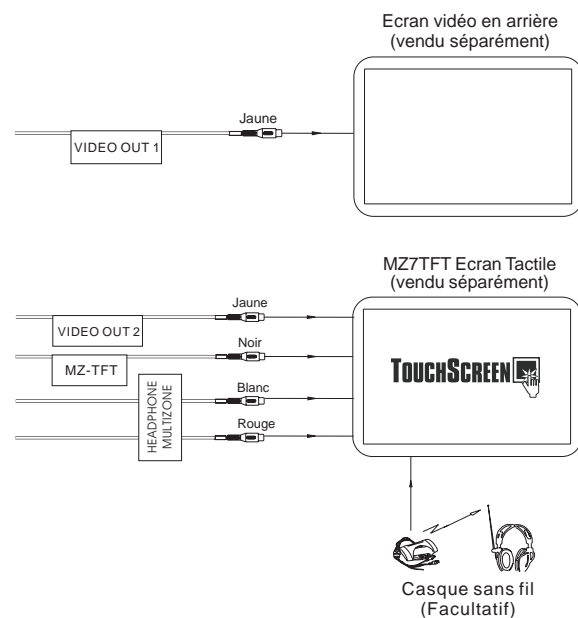 Ecran vidéo en arrière
(vendu séparément)
Jaune
VIDEO OUT 1
MZ7TFT Ecran Tactile
(vendu séparément)
Jaune
VIDEO OUT 2
Noir
MZ-TFT
TOUCHSCREEN
Blanc
HEADPHONE
MULTIZONE
Rouge
Casque sans fil
(Facultatif)